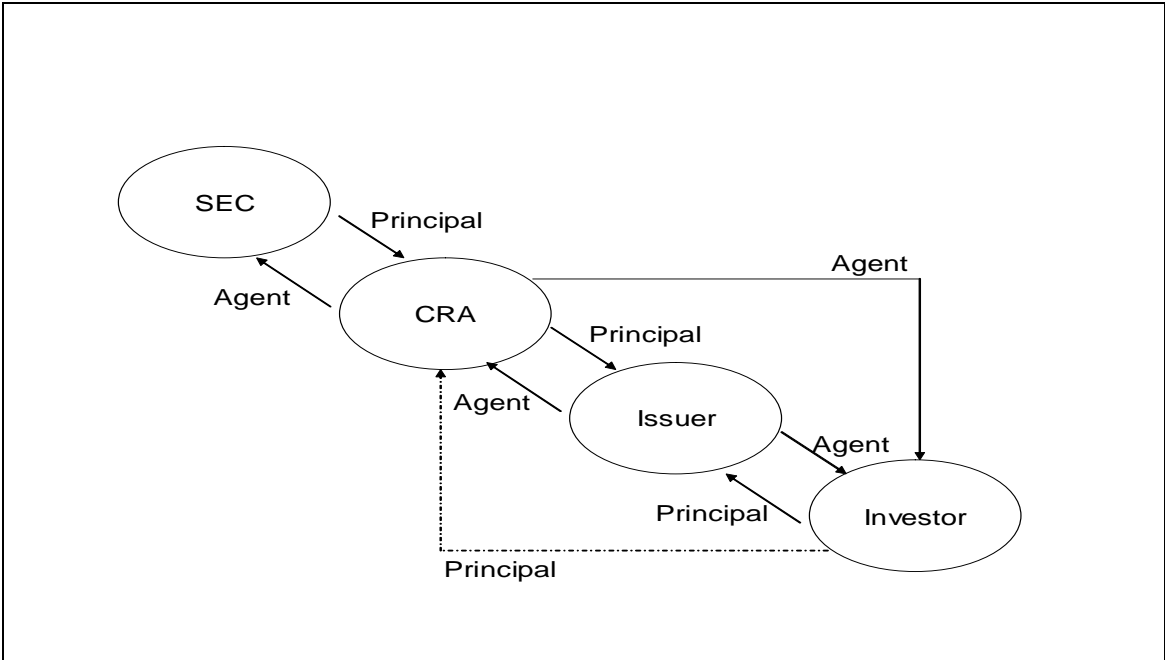 SEC
Principal
Agent
Agent
CRA
Principal
Agent
Issuer
Agent
Principal
Investor
Principal